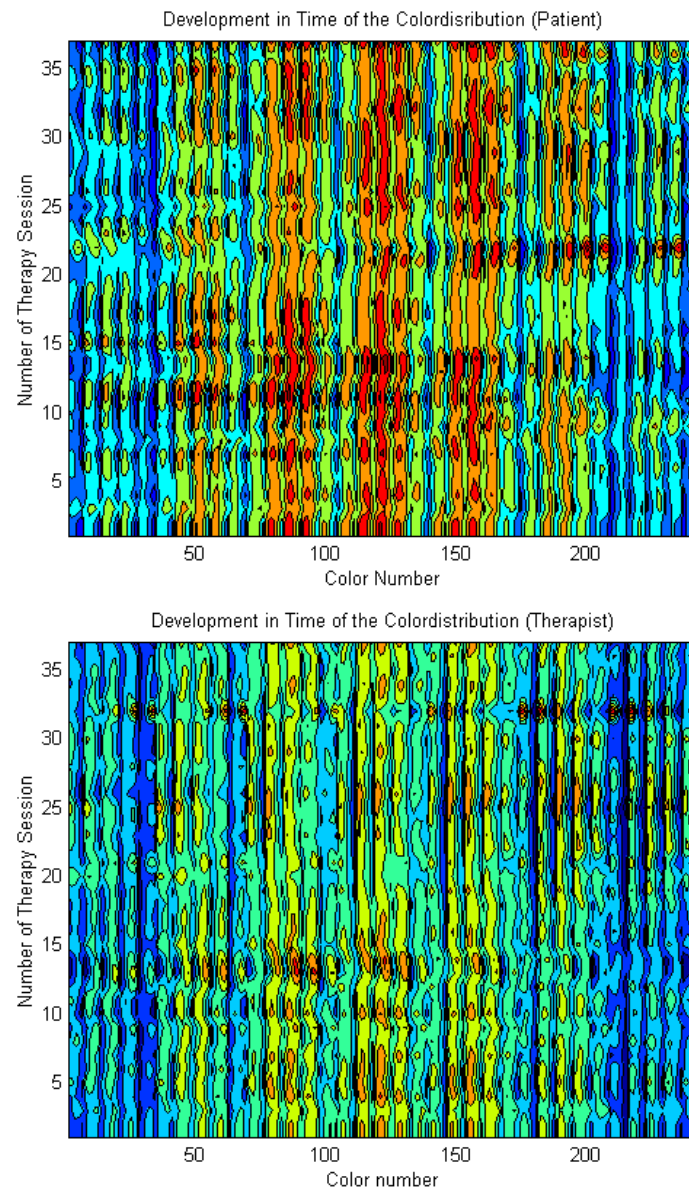 Development in Time of the Colordisribution (Patient)
35
30
25
20
15
10
5
Number of Therapy Session
50 100 150 200
Color Number
Development in Time of the Colordistribution (Therapist)
35
30
25
20
15
10
5
Number of Therapy Session
50 100 150 200
Color number